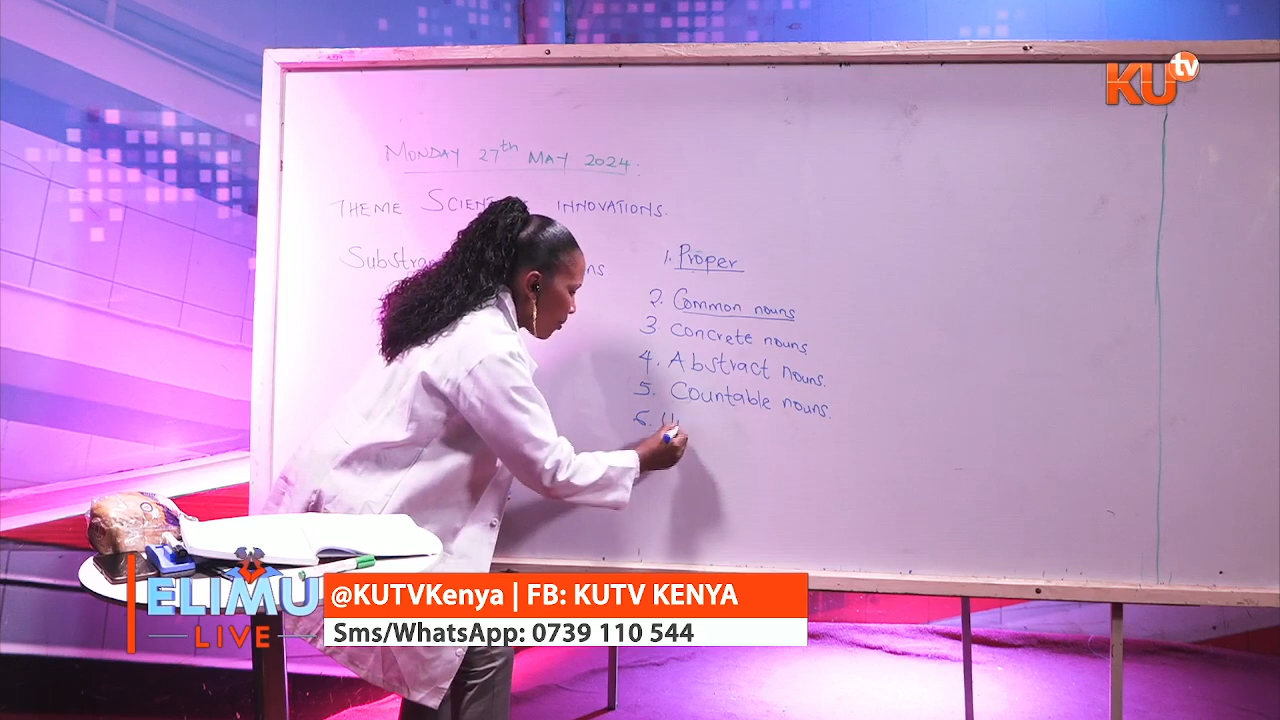 KU tv
MONDAY 27th MAY 2024.
THEME INNOVATIONS.
1. Proper
2. Common nouns
3. concrete nouns
4. Abstract nouns.
5. Countable nouns.
6.
ELIMU
LIVE
@KUTVKenya | FB: KUTV KENYA
Sms/WhatsApp: 0739 110 544